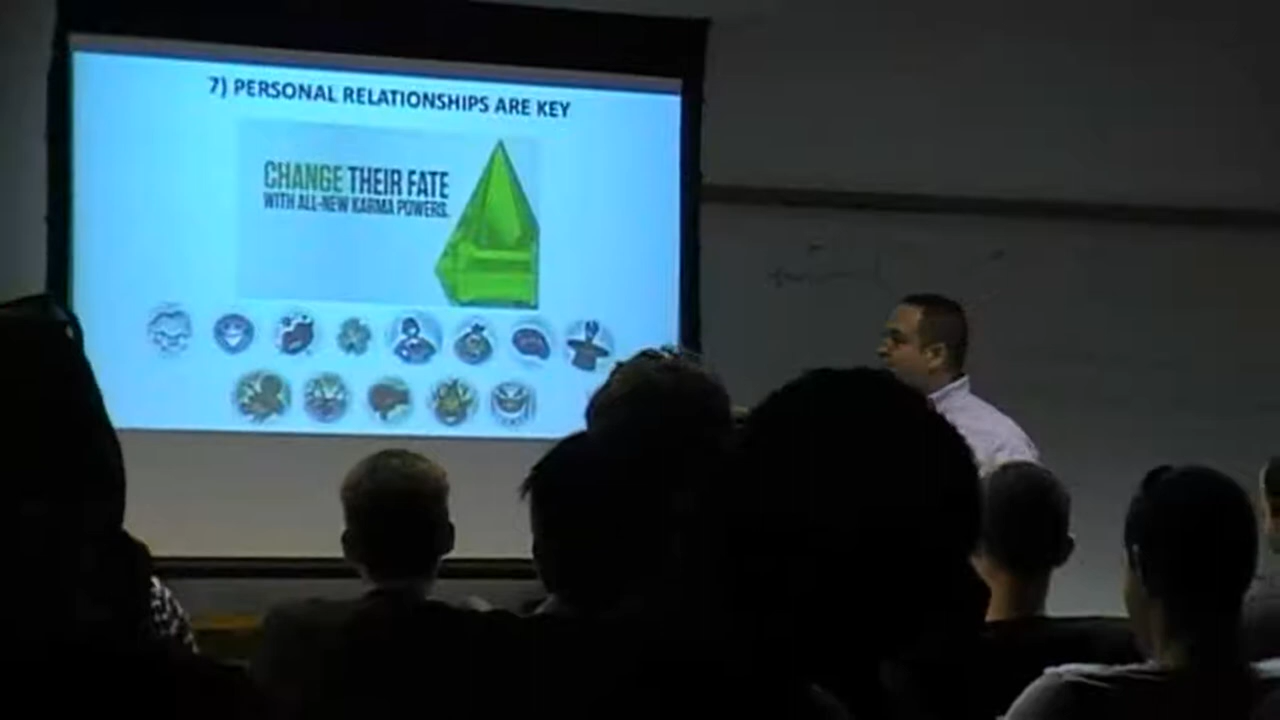 7) PERSONAL RELATIONSHIPS ARE KEY
CHANGE THEIR FATE
WITH ALL-NEW KARMA POWERS.